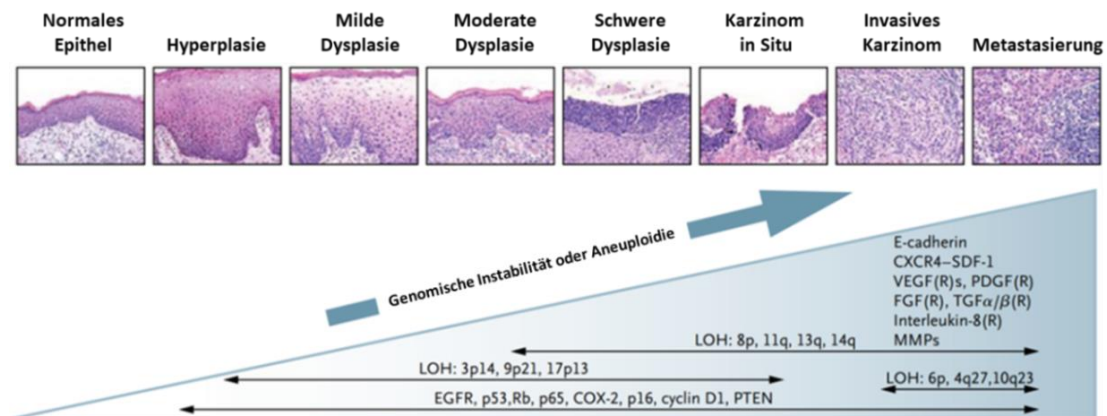 Normales Epithel
Hyperplasie
Milde Dysplasie
Moderate Dysplasie
Schwere Dysplasie
Karzinom in Situ
Invasives Karzinom
Metastasierung
Genomische Instabilität oder Aneuploidie
E-cadherin
CXCR4–SDF-1
VEGF(R)s, PDGF(R)
FGF(R), TGFα/β(R)
Interleukin-8(R)
MMPs
LOH: 8p, 11q, 13q, 14q
LOH: 3p14, 9p21, 17p13
LOH: 6p, 4q27,10q23
EGFR, p53,Rb, p65, COX-2, p16, cyclin D1, PTEN